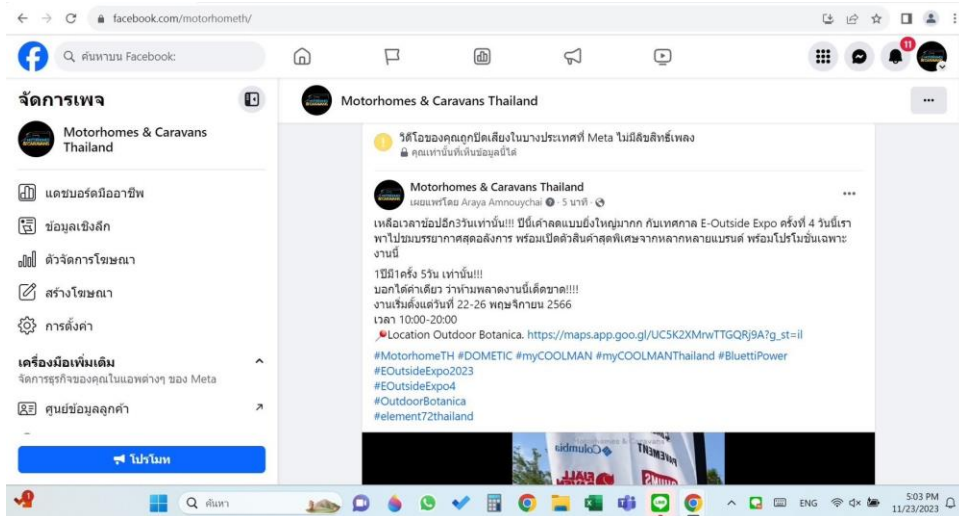 facebook.com/motorhometh/
ค้นหาบน Facebook:
11
จัดการเพจ
Motorhomes & Caravans Thailand
Motorhomes & Caravans
Thailand
แดชบอร์ดมืออาชีพ
ข้อมูลเชิงลึก
ตัวจัดการโฆษณา
สร้างโฆษณา
การตั้งค่า
เครื่องมือเพิ่มเติม
จัดการธุรกิจของคุณในแอพต่างๆ ของ Meta
ศูนย์ข้อมูลลูกค้า
โปรโมท
วิดีโอของคุณถูกปิดเสียงในบางประเทศที่ Meta ไม่มีลิขสิทธิ์เพลง
คุณเท่านั้นที่เห็นข้อมูลนี้ได้
Motorhomes & Caravans Thailand
เผยแพร่โดย Araya Amnouychai · 5 นาที ·
เหลือเวลาช้อปอีก3วันเท่านั้น!!! ปีนี้เค้าลดแบบยิ่งใหญ่มากก กับเทศกาล E-Outside Expo ครั้งที่ 4 วันนี้เรา
พาไปชมบรรยากาศสุดอลังการ พร้อมเปิดตัวสินค้าสุดพิเศษจากหลากหลายแบรนด์ พร้อมโปรโมชั่นเฉพาะ
งานนี้
1ปีมี1ครั้ง 5วัน เท่านั้น!!!
บอกได้คำเดียว ว่าห้ามพลาดงานนี้เด็ดขาด!!!!
งานเริ่มตั้งแต่วันที่ 22-26 พฤศจิกายน 2566
เวลา 10:00-20:00
📍Location Outdoor Botanica. https://maps.app.goo.gl/UC5K2XMrwTTGQRj9A?g_st=il
#MotorhomeTH #DOMETIC #myCOOLMAN #myCOOLMANThailand #BluettiPower
#EOutsideExpo2023
#EOutsideExpo4
#OutdoorBotanica
#element72thailand
Motorhomes & Caravans
Columbia
ค้นหา
ENG
5:03 PM
11/23/2023